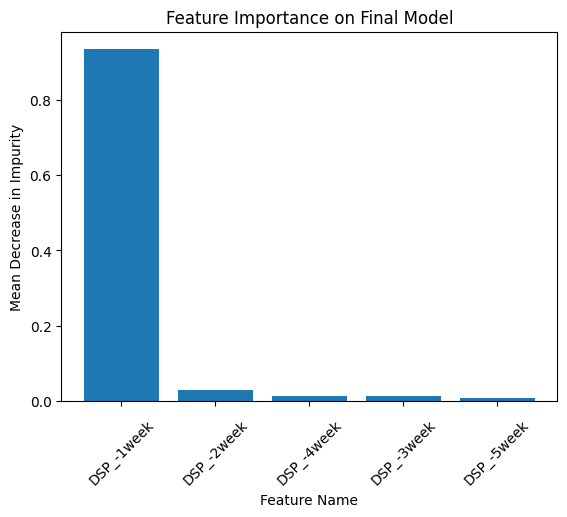 Feature Importance on Final Model
Mean Decrease in Impurity
0.8
0.6
0.4
0.2
0.0
DSP_-1week
DSP_-2week
DSP_-4week
DSP_-3week
DSP_-5week
Feature Name